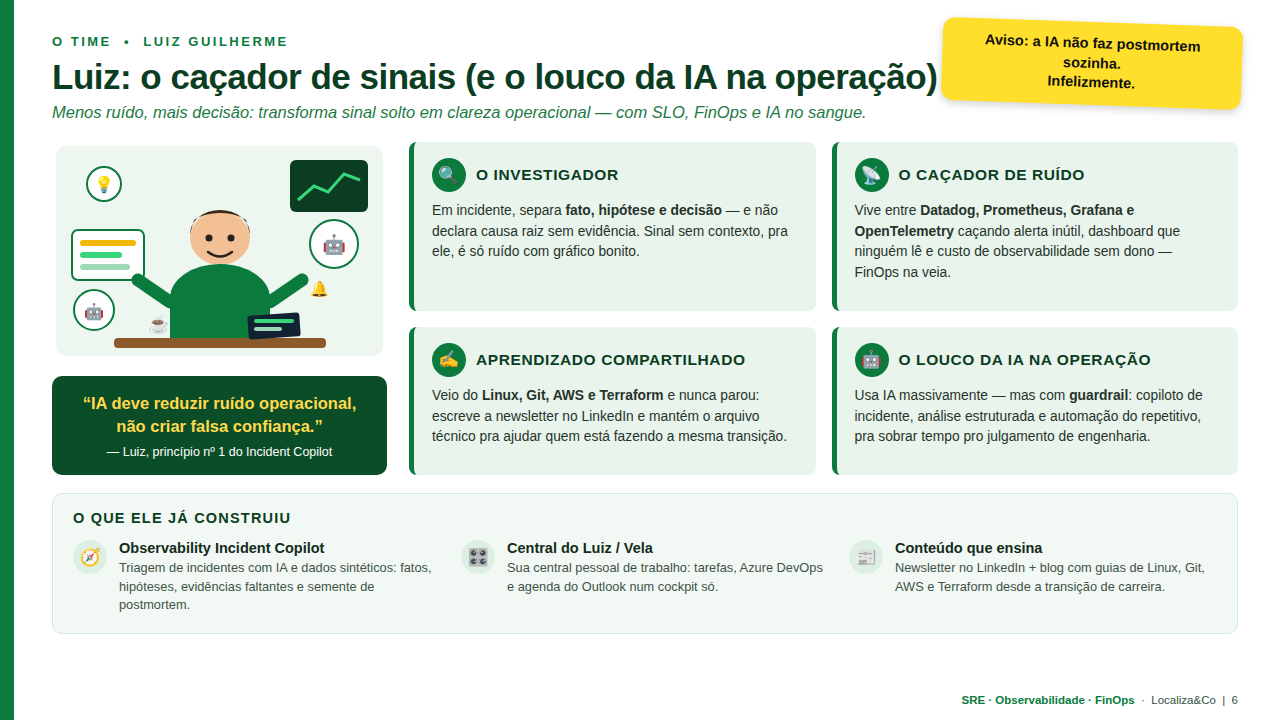 O TIME • LUIZ GUILHERME
Luiz: o caçador de sinais (e o louco da IA na operação)
Menos ruído, mais decisão: transforma sinal solto em clareza operacional — com SLO, FinOps e IA no sangue.
Aviso: a IA não faz postmortem
sozinha.
Infelizmente.
O INVESTIGADOR
Em incidente, separa fato, hipótese e decisão — e não
declara causa raiz sem evidência. Sinal sem contexto, pra
ele, é só ruído com gráfico bonito.
O CAÇADOR DE RUÍDO
Vive entre Datadog, Prometheus, Grafana e
OpenTelemetry caçando alerta inútil, dashboard que
ninguém lê e custo de observabilidade sem dono —
FinOps na veia.
APRENDIZADO COMPARTILHADO
Veio do Linux, Git, AWS e Terraform e nunca parou:
escreve a newsletter no LinkedIn e mantém o arquivo
técnico pra ajudar quem está fazendo a mesma transição.
O LOUCO DA IA NA OPERAÇÃO
Usa IA massivamente — mas com guardrail: copiloto de
incidente, análise estruturada e automação do repetitivo,
pra sobrar tempo pro julgamento de engenharia.
“IA deve reduzir ruído operacional,
não criar falsa confiança.”
— Luiz, princípio nº 1 do Incident Copilot
O QUE ELE JÁ CONSTRUIU
Observability Incident Copilot
Triagem de incidentes com IA e dados sintéticos: fatos,
hipóteses, evidências faltantes e semente de
postmortem.
Central do Luiz / Vela
Sua central pessoal de trabalho: tarefas, Azure DevOps
e agenda do Outlook num cockpit só.
Conteúdo que ensina
Newsletter no LinkedIn + blog com guias de Linux, Git,
AWS e Terraform desde a transição de carreira.
SRE · Observabilidade · FinOps · Localiza&Co | 6